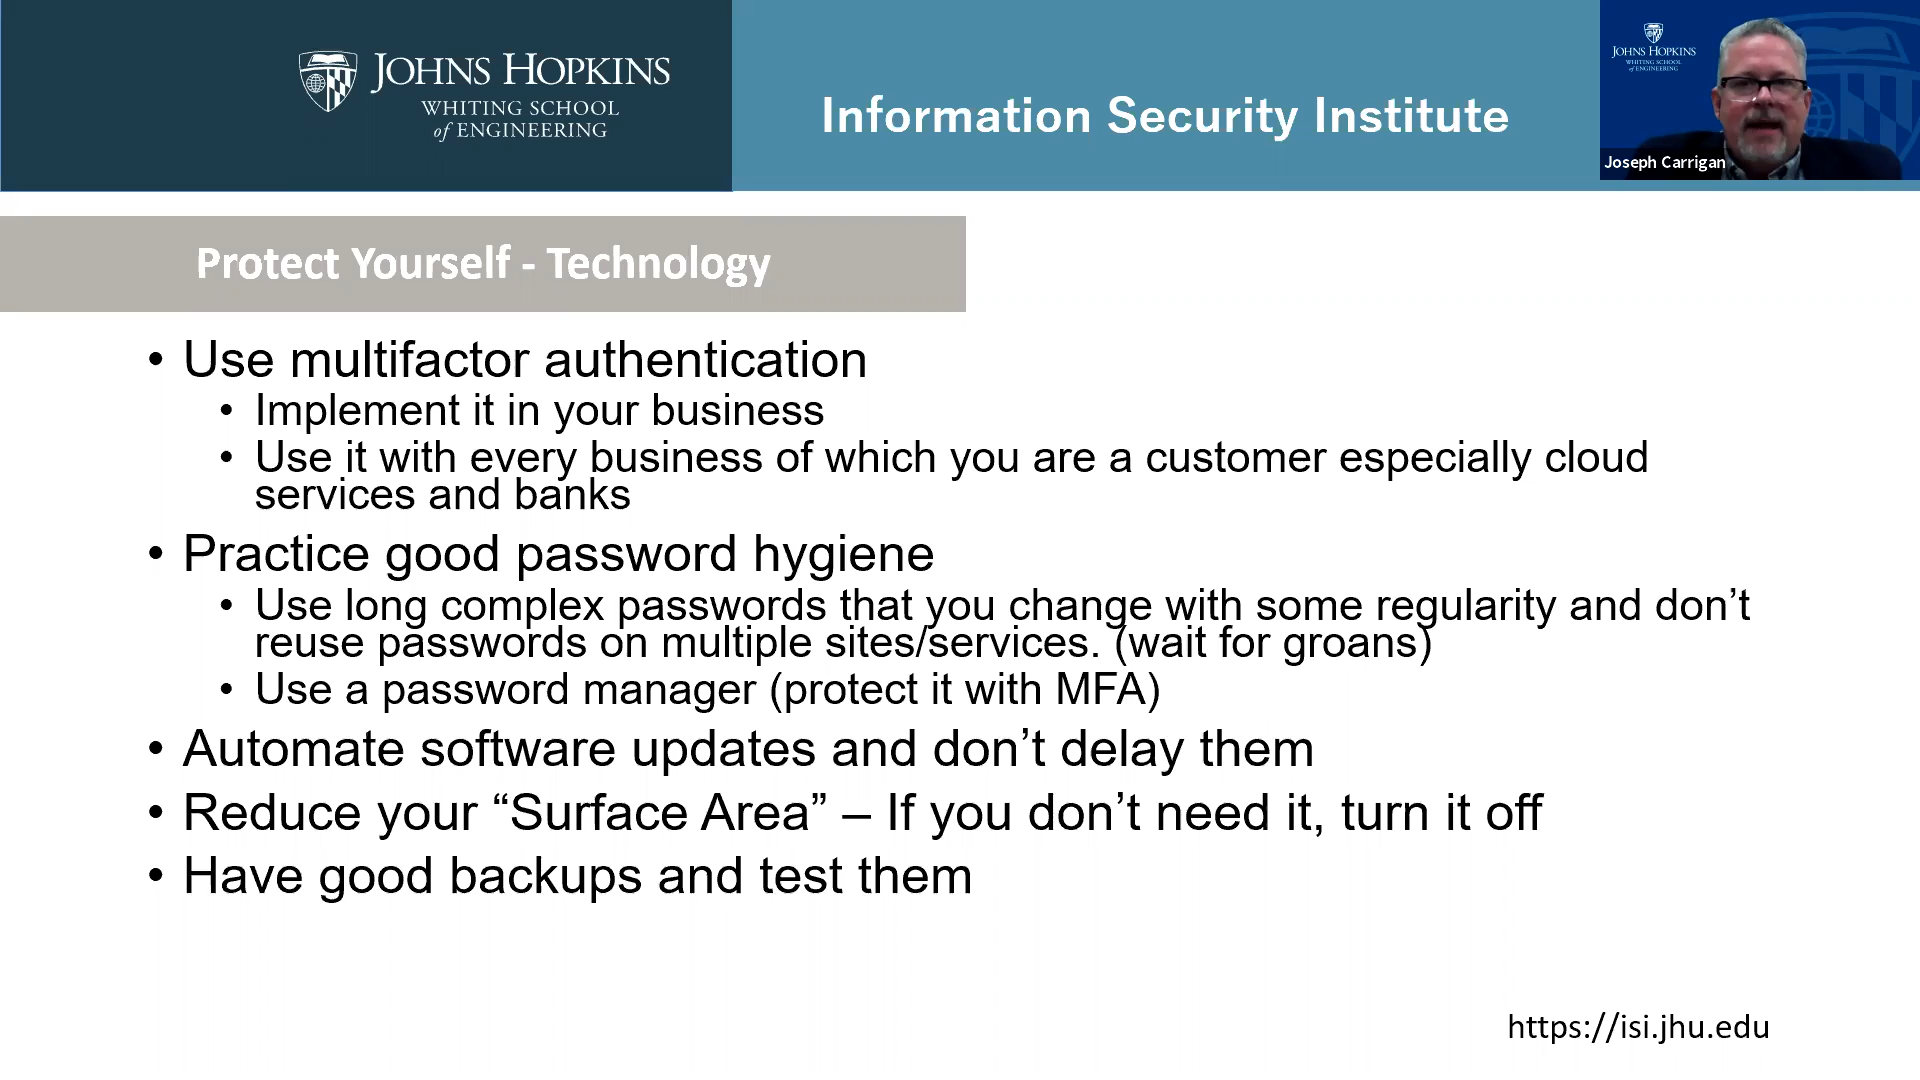 JOHNS HOPKINS
WHITING SCHOOL
of ENGINEERING
Information Security Institute
JOHNS HOPKINS
WHITING SCHOOL
of ENGINEERING
Joseph Carrigan
Protect Yourself - Technology
• Use multifactor authentication
• Implement it in your business
• Use it with every business of which you are a customer especially cloud
services and banks
• Practice good password hygiene
• Use long complex passwords that you change with some regularity and don’t
reuse passwords on multiple sites/services. (wait for groans)
• Use a password manager (protect it with MFA)
• Automate software updates and don’t delay them
• Reduce your “Surface Area” – If you don’t need it, turn it off
• Have good backups and test them
https://isi.jhu.edu